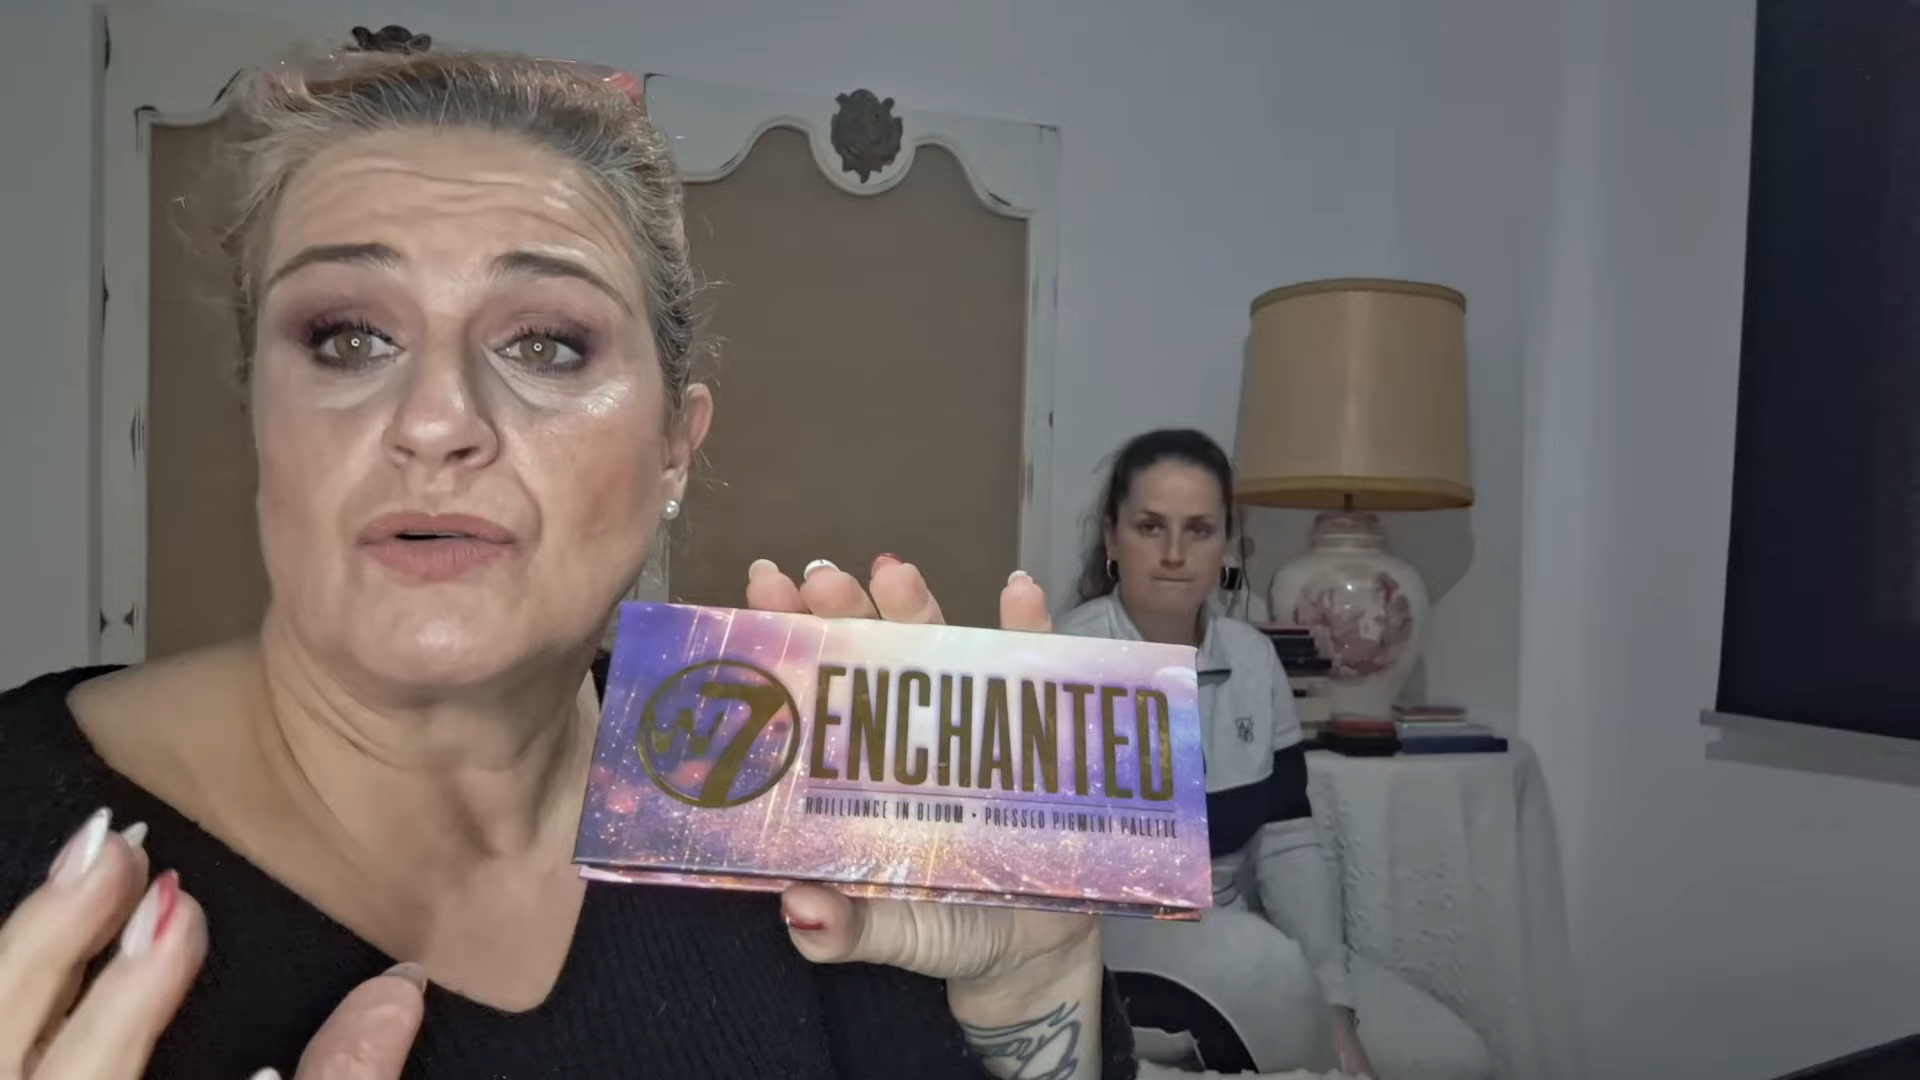 W7
ENCHANTED
BRILLIANCE IN BLOOM • PRESSED PIGMENT PALETTE